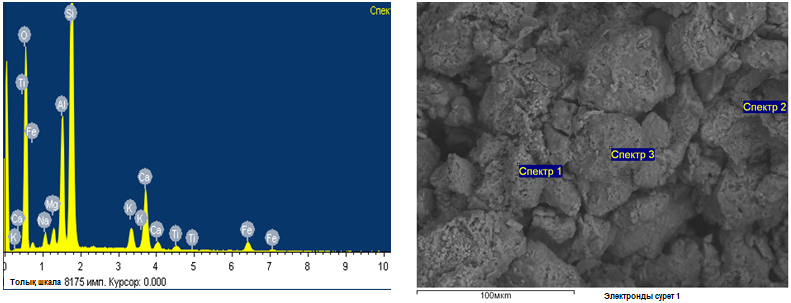 Спект
Si
O
Ti
Al
Fe
Ca
Mg
K
K
Ca
Na
Ca
Ti
Ti
Fe
Fe
K
0 1 2 3 4 5 6 7 8 9 10
Толық шкала 8175 имп. Курсор: 0.000
Спектр 2
Спектр 3
Спектр 1
100мкm
Электронды сурет 1